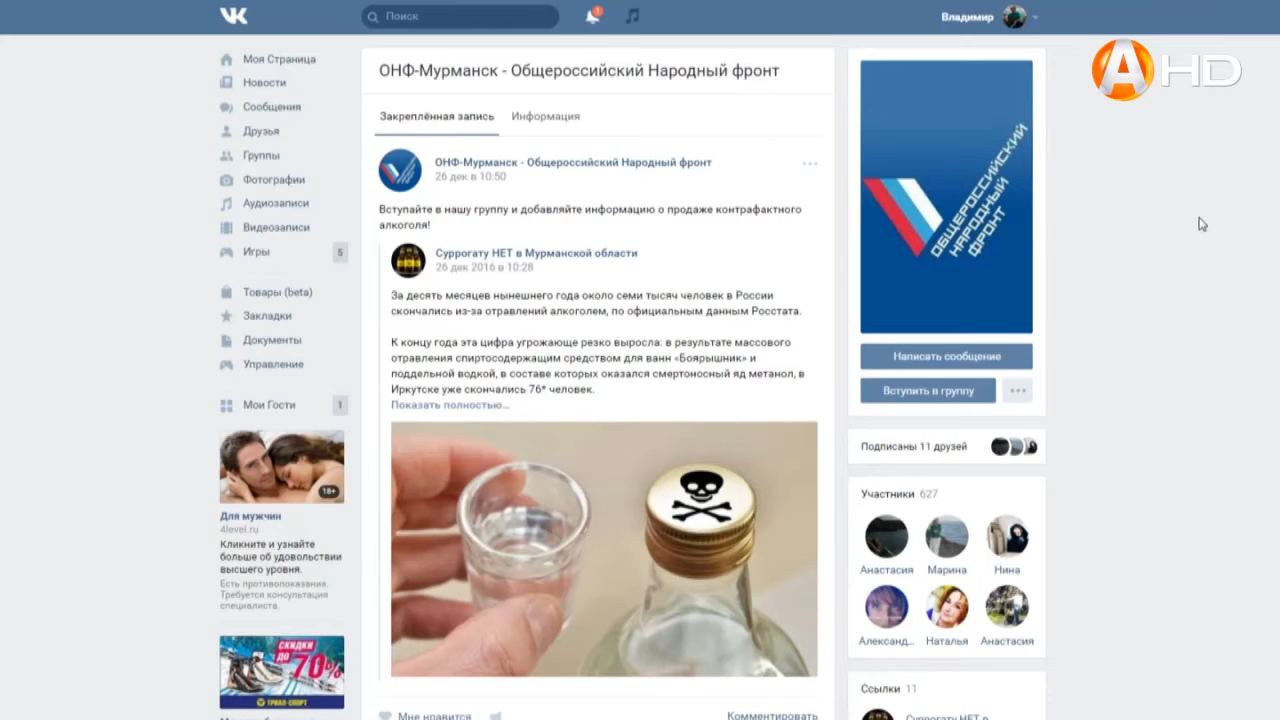 Поиск
1
Владимир
A HD
Моя Страница
Новости
Сообщения
Друзья
Группы
Фотографии
Аудиозаписи
Видеозаписи
Игры 5
Товары (beta)
Закладки
Документы
Управление
Мои Гости 1
18+
Для мужчин
4level.ru
Кликните и узнайте
больше об удовольствии
высшего уровня.
Есть противопоказания.
Требуется консультация
специалиста.
СКИДКИ
ДО 70%
ТРИАЛ-СПОРТ
ОНФ-Мурманск - Общероссийский Народный фронт
Закреплённая запись Информация
ОНФ-Мурманск - Общероссийский Народный фронт
26 дек в 10:50
Вступайте в нашу группу и добавляйте информацию о продаже контрафактного
алкоголя!
Суррогату НЕТ в Мурманской области
26 дек 2016 в 10:28
За десять месяцев нынешнего года около семи тысяч человек в России
скончались из-за отравлений алкоголем, по официальным данным Росстата.
К концу года эта цифра угрожающе резко выросла: в результате массового
отравления спиртосодержащим средством для ванн «Боярышник» и
поддельной водкой, в составе которых оказался смертоносный яд метанол, в
Иркутске уже скончались 76* человек.
Показать полностью...
Мне нравится Комментировать
ОБЩЕРОССИЙСКИЙ
НАРОДНЫЙ
ФРОНТ
Написать сообщение
Вступить в группу
Подписаны 11 друзей
Участники 627
Анастасия Марина Нина
Александ.. Наталья Анастасия
Ссылки 11
Суррогату НЕТ в